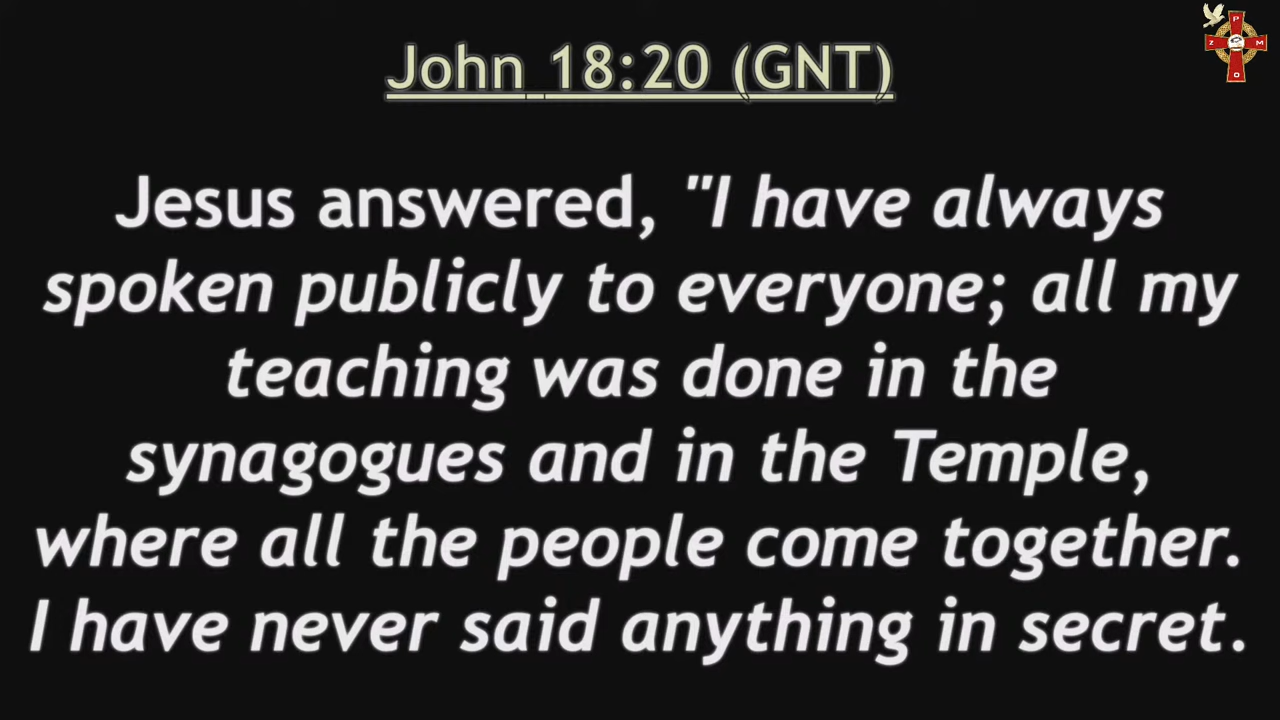 John 18:20 (GNT)
Jesus answered, "I have always
spoken publicly to everyone; all my
teaching was done in the
synagogues and in the Temple,
where all the people come together.
I have never said anything in secret.
P
Z M
O